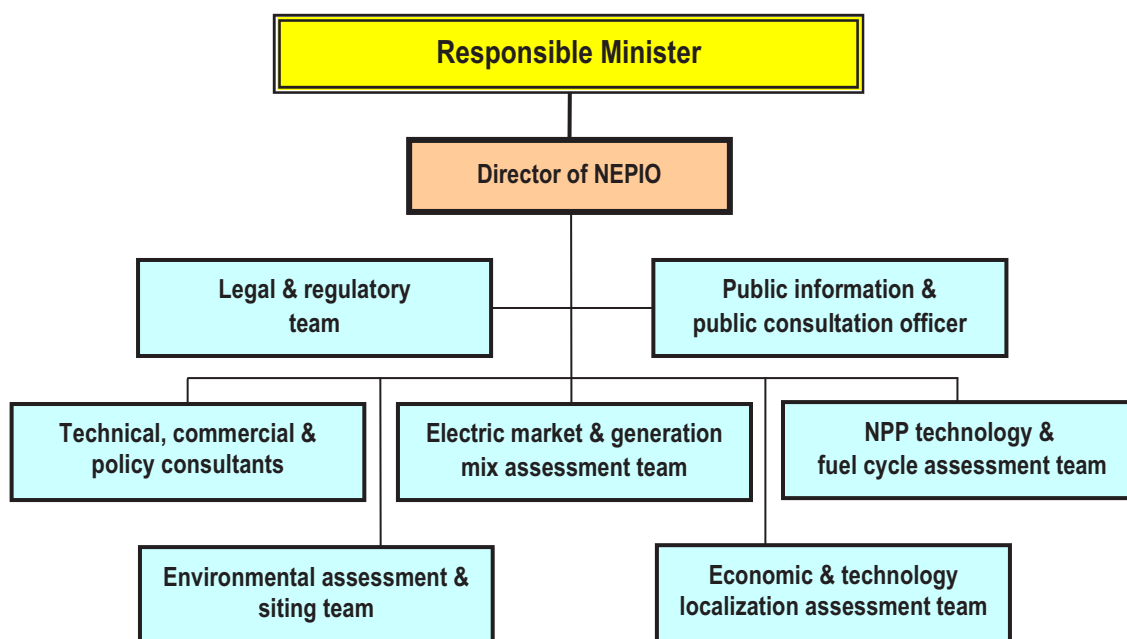 Responsible Minister
Director of NEPIO
Legal & regulatory
team
Public information &
public consultation officer
Technical, commercial &
policy consultants
Electric market & generation
mix assessment team
NPP technology &
fuel cycle assessment team
Environmental assessment &
siting team
Economic & technology
localization assessment team